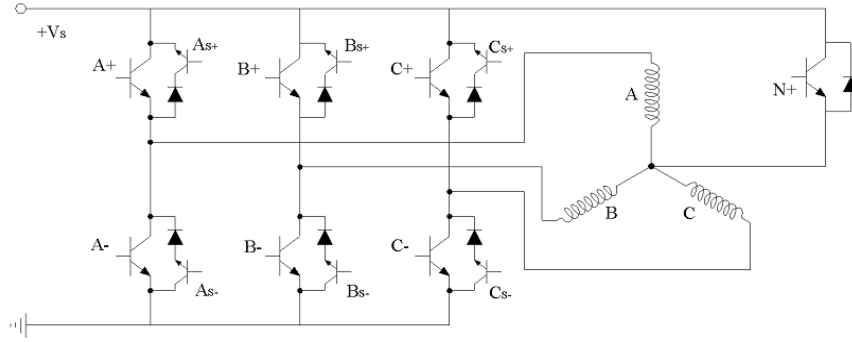 +Vs
A+
As+
B+
Bs+
C+
Cs+
A
N+
B
C
A-
As-
B-
Bs-
C-
Cs-